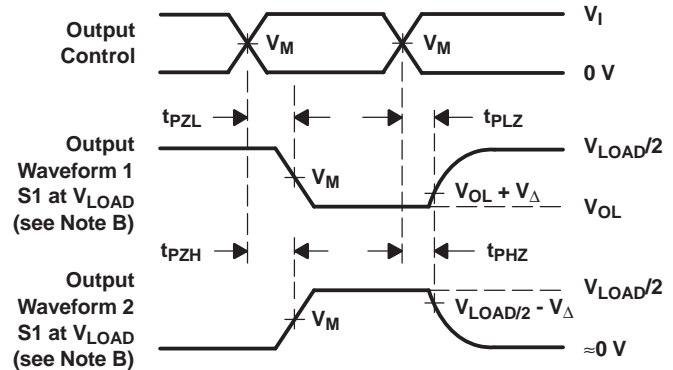 Output
Control
V_M
V_M
V_I
0 V
t_PZL
t_PLZ
Output
Waveform 1
S1 at V_LOAD
(see Note B)
V_M
V_OL + V_Δ
V_LOAD/2
V_OL
t_PZH
t_PHZ
Output
Waveform 2
S1 at V_LOAD
(see Note B)
V_M
V_LOAD/2 - V_Δ
V_LOAD/2
≈0 V